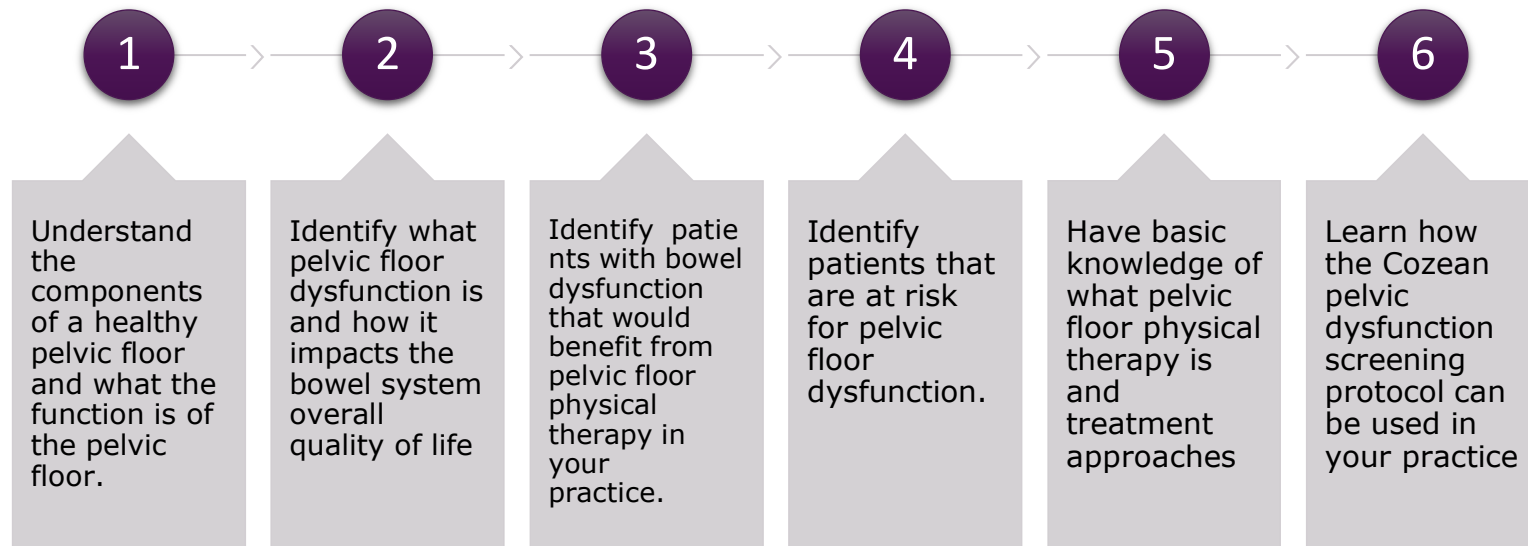 1
2
3
4
5
6
Understand
the
components
of a healthy
pelvic floor
and what the
function is of
the pelvic
floor.
Identify what
pelvic floor
dysfunction is
and how it
impacts the
bowel system
overall
quality of life
Identify  patie
nts with bowel
dysfunction
that would
benefit from
pelvic floor
physical
therapy in
your
practice.
Identify
patients that
are at risk
for pelvic
floor
dysfunction.
Have basic
knowledge of
what pelvic
floor physical
therapy is
and
treatment
approaches
Learn how
the Cozean
pelvic
dysfunction
screening
protocol can
be used in
your practice